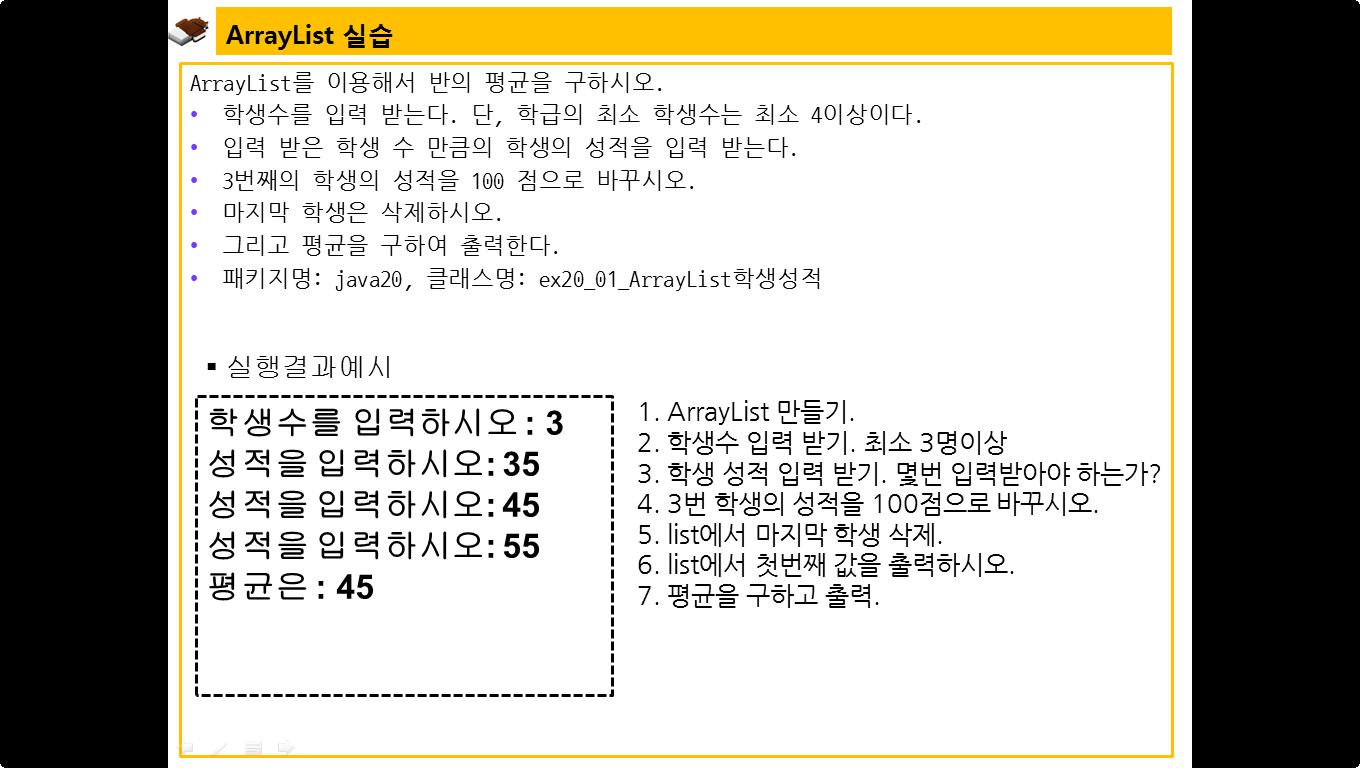 ArrayList 실습
ArrayList를 이용해서 반의 평균을 구하시오.
• 학생수를 입력 받는다. 단, 학급의 최소 학생수는 최소 4이상이다.
• 입력 받은 학생 수 만큼의 학생의 성적을 입력 받는다.
• 3번째의 학생의 성적을 100 점으로 바꾸시오.
• 마지막 학생은 삭제하시오.
• 그리고 평균을 구하여 출력한다.
• 패키지명: java20, 클래스명: ex20_01_ArrayList학생성적
▪ 실행결과예시
학생수를 입력하시오: 3
성적을 입력하시오: 35
성적을 입력하시오: 45
성적을 입력하시오: 55
평균은: 45
1. ArrayList 만들기.
2. 학생수 입력 받기. 최소 3명이상
3. 학생 성적 입력 받기. 몇번 입력받아야 하는가?
4. 3번 학생의 성적을 100점으로 바꾸시오.
5. list에서 마지막 학생 삭제.
6. list에서 첫번째 값을 출력하시오.
7. 평균을 구하고 출력.